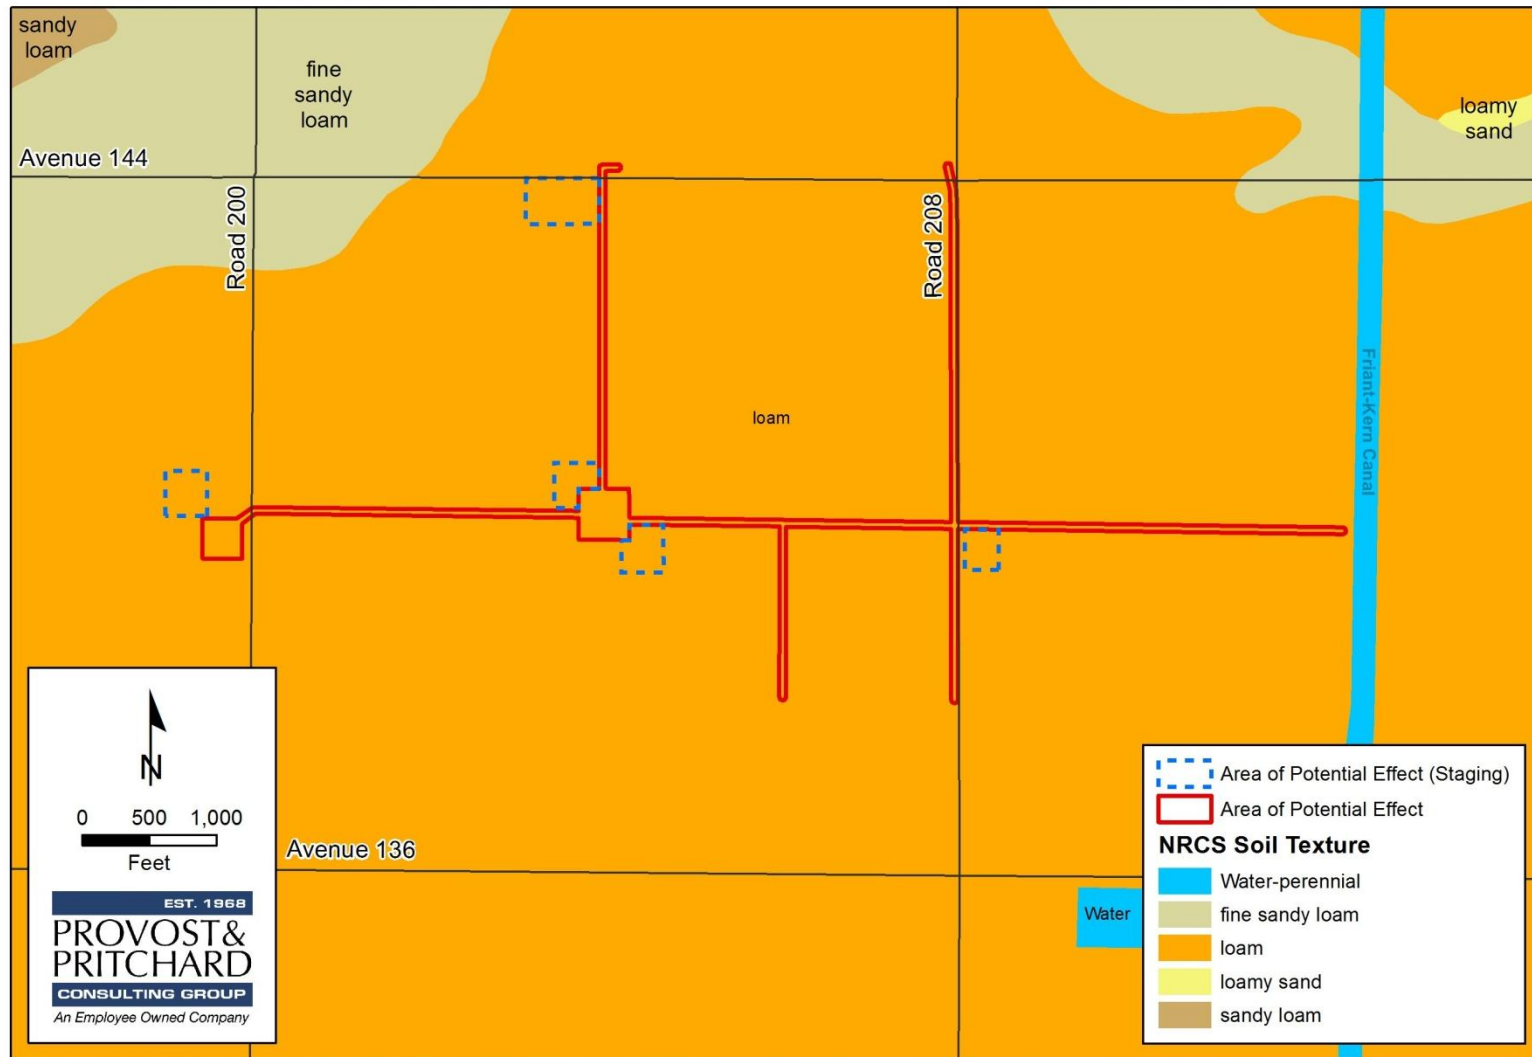 sandy
loam
fine
sandy
loam
loamy
sand
Avenue 144
Road 200
Road 208
loam
Friant-Kern Canal
N
0 500 1,000
Feet
EST. 1968
PROVOST&
PRITCHARD
CONSULTING GROUP
An Employee Owned Company
Avenue 136
Water
Area of Potential Effect (Staging)
Area of Potential Effect
NRCS Soil Texture
Water-perennial
fine sandy loam
loam
loamy sand
sandy loam